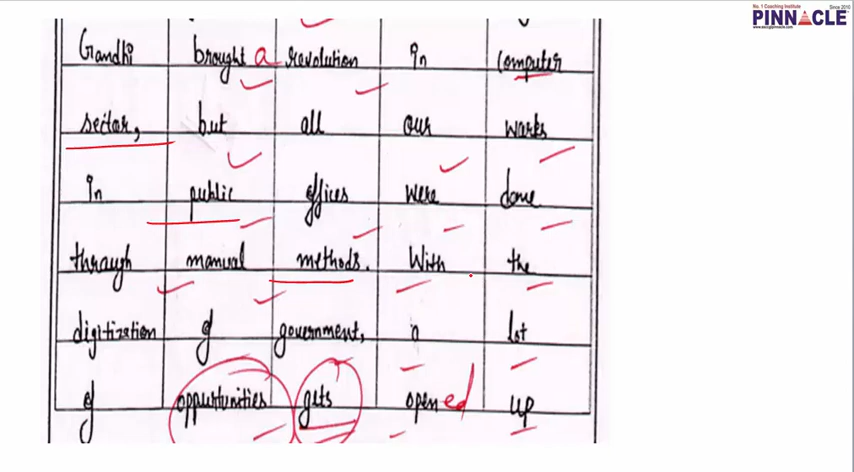 No. 1 Coaching Institute
Since 2010
PINNACLE
Gandhi brought a revolution in computer
sector, but all our works
in public offices were done
through manual methods. With the
digitization of government, a lot
of oppurtunities gets opened up